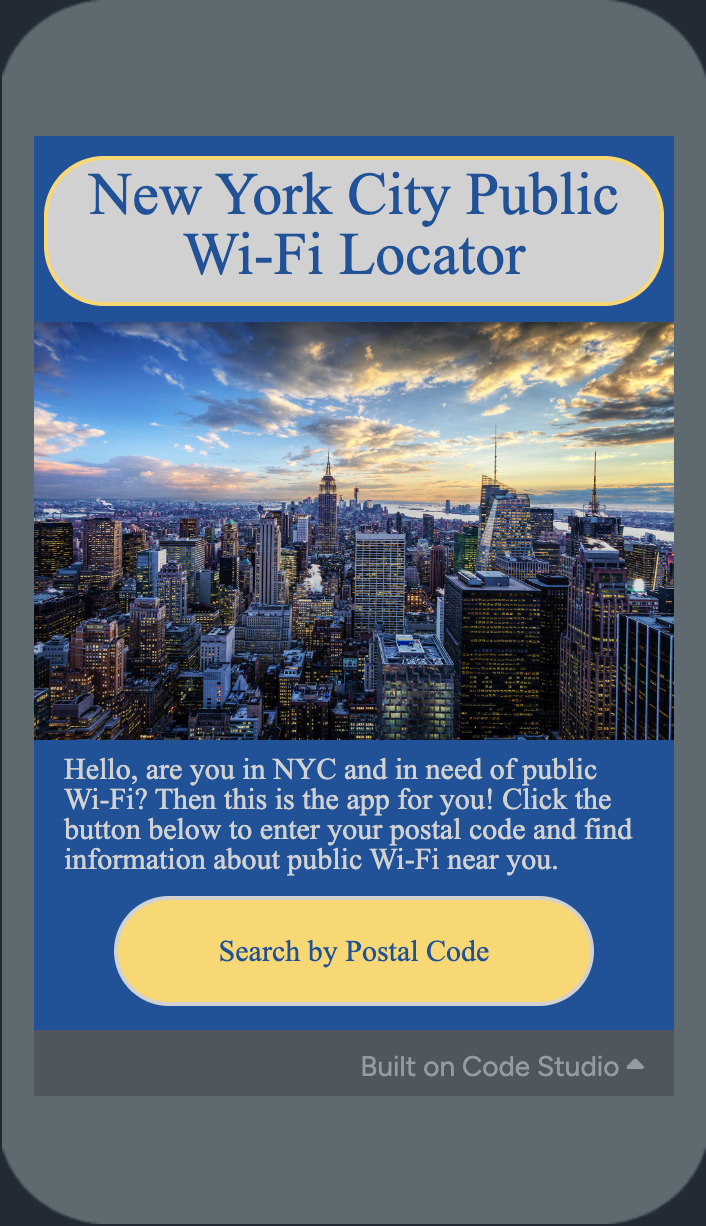 New York City Public
Wi-Fi Locator
Hello, are you in NYC and in need of public
Wi-Fi? Then this is the app for you! Click the
button below to enter your postal code and find
information about public Wi-Fi near you.
Search by Postal Code
Built on Code Studio